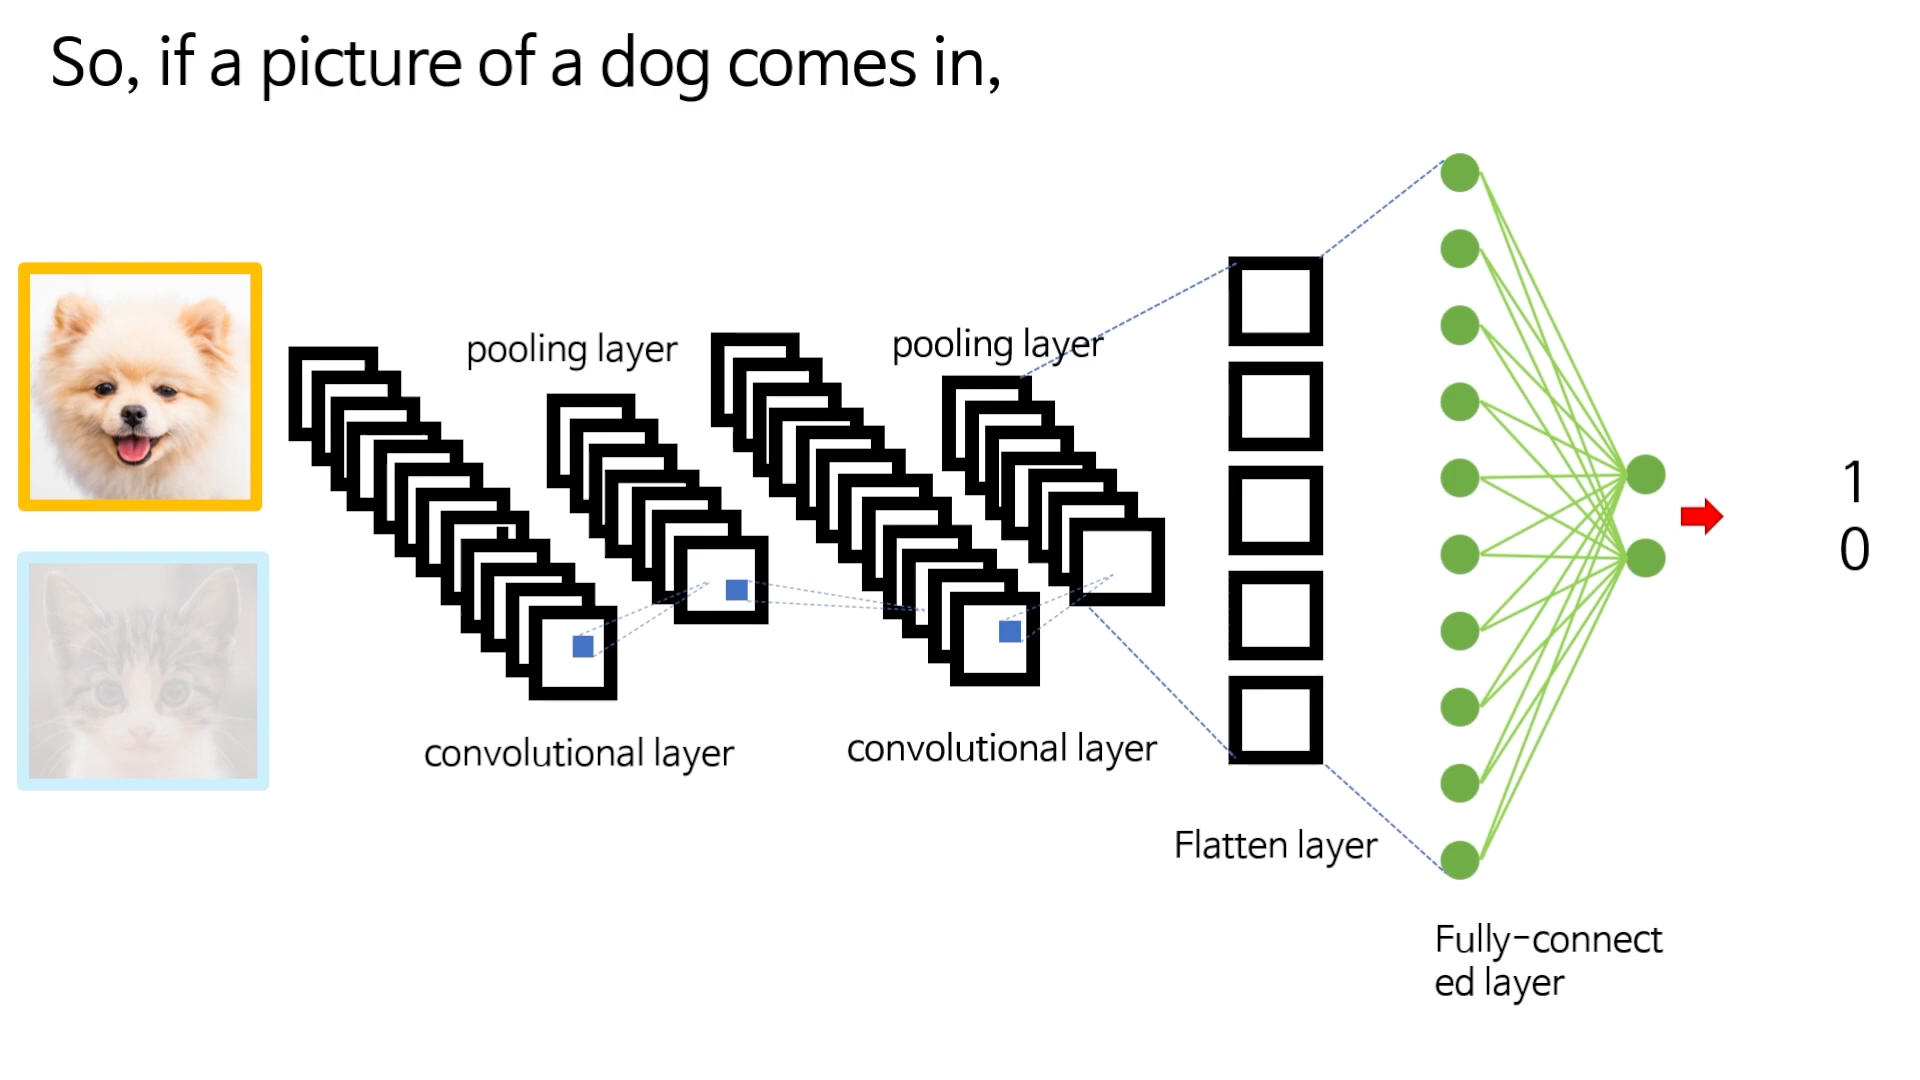 So, if a picture of a dog comes in,
pooling layer
pooling layer
convolutional layer
convolutional layer
Flatten layer
Fully-connect
ed layer
1
0